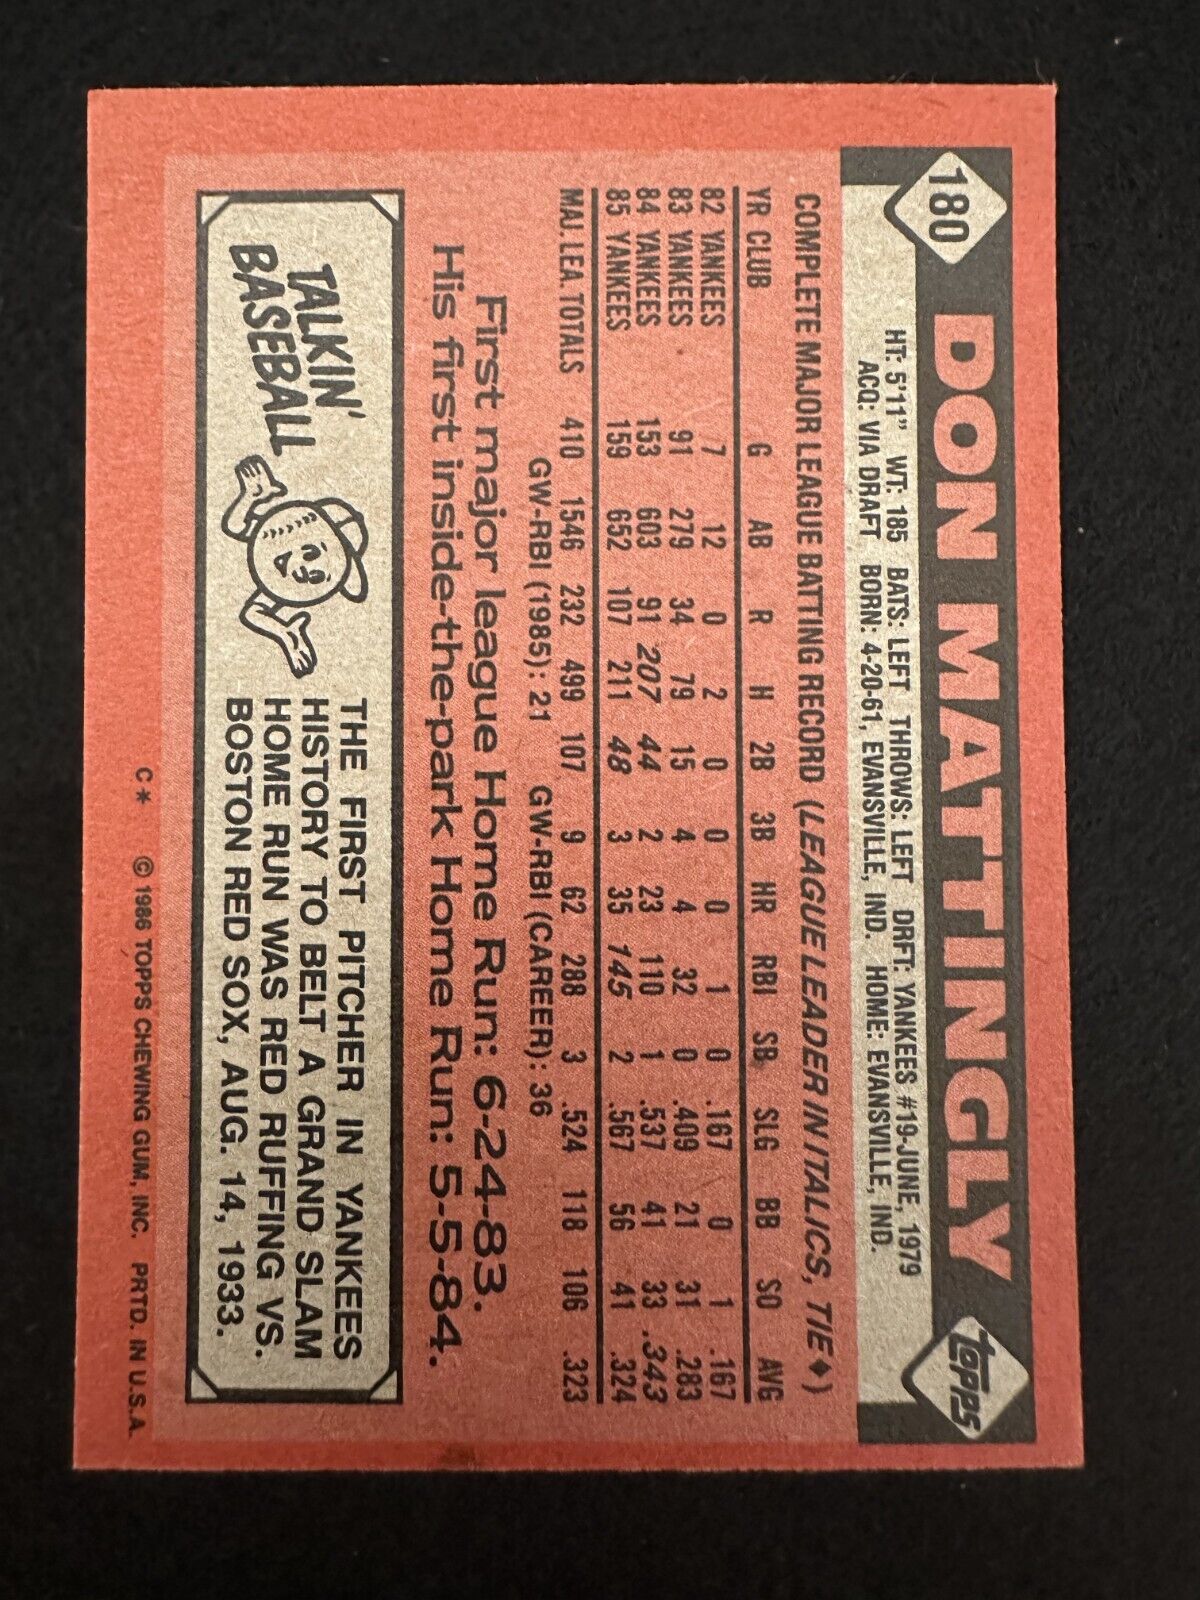 180 DON MATTINGLY topps
HT: 5'11" WT: 185 BATS: LEFT THROWS: LEFT DRFT: YANKEES #19-JUNE, 1979
ACQ: VIA DRAFT BORN: 4-20-61, EVANSVILLE, IND. HOME: EVANSVILLE, IND.
COMPLETE MAJOR LEAGUE BATTING RECORD (LEAGUE LEADER IN ITALICS, TIE♦)
YR CLUB G AB R H 2B 3B HR RBI SB SLG BB SO AVG
82 YANKEES 7 12 0 2 0 0 0 1 0 .167 0 1 .167
83 YANKEES 91 279 34 79 15 4 4 32 0 .409 21 31 .283
84 YANKEES 153 603 91 207 44 2 23 110 1 .537 41 33 .343
85 YANKEES 159 652 107 211 48 3 35 145 2 .567 56 41 .324
MAJ. LEA. TOTALS 410 1546 232 499 107 9 62 288 3 .524 118 106 .323
GW-RBI (1985): 21 GW-RBI (CAREER): 36
First major league Home Run: 6-24-83.
His first inside-the-park Home Run: 5-5-84.
TALKIN'
BASEBALL
THE FIRST PITCHER IN YANKEES
HISTORY TO BELT A GRAND SLAM
HOME RUN WAS RED RUFFING VS.
BOSTON RED SOX, AUG. 14, 1933.
C* © 1986 TOPPS CHEWING GUM, INC. PRTD. IN U.S.A.